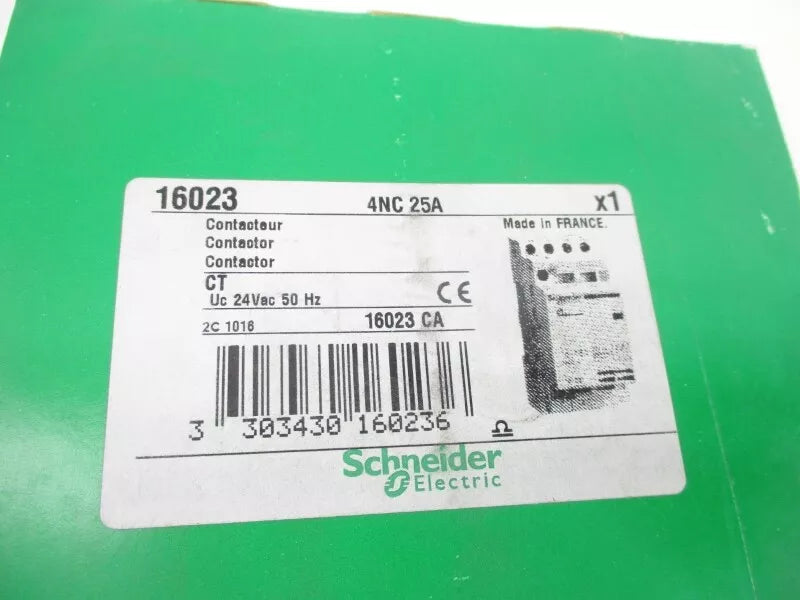 16023 4NC 25A x1
Contacteur Made in FRANCE.
Contactor
Contactor
CT
Uc 24Vac 50 Hz CE
2C 1016 16023 CA
3 303430 160236
Schneider
Electric